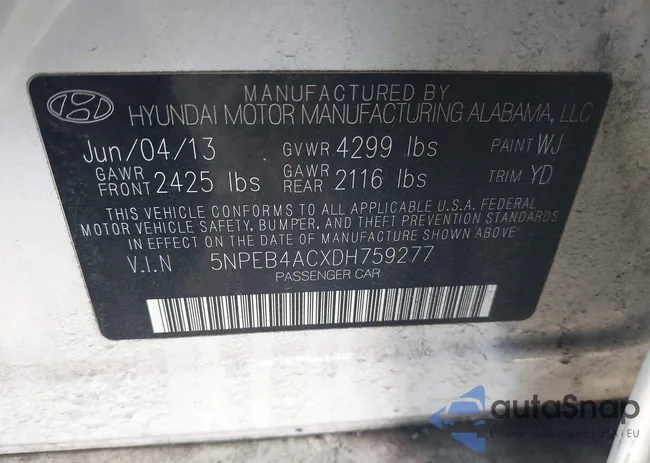 MANUFACTURED BY
HYUNDAI MOTOR MANUFACTURING ALABAMA, LLC
Jun/04/13 GVWR 4299 lbs PAINT WJ
GAWR FRONT 2425 lbs GAWR REAR 2116 lbs TRIM YD
THIS VEHICLE CONFORMS TO ALL APPLICABLE U.S.A. FEDERAL
MOTOR VEHICLE SAFETY, BUMPER, AND THEFT PREVENTION STANDARDS
IN EFFECT ON THE DATE OF MANUFACTURE SHOWN ABOVE.
V.I.N 5NPEB4ACXDH759277
PASSENGER CAR
autoSnap